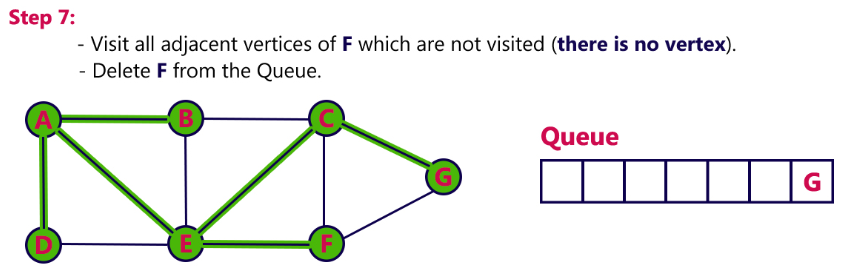 Step 7:
- Visit all adjacent vertices of F which are not visited (there is no vertex).
- Delete F from the Queue.
A B C
Queue
G G
D E F